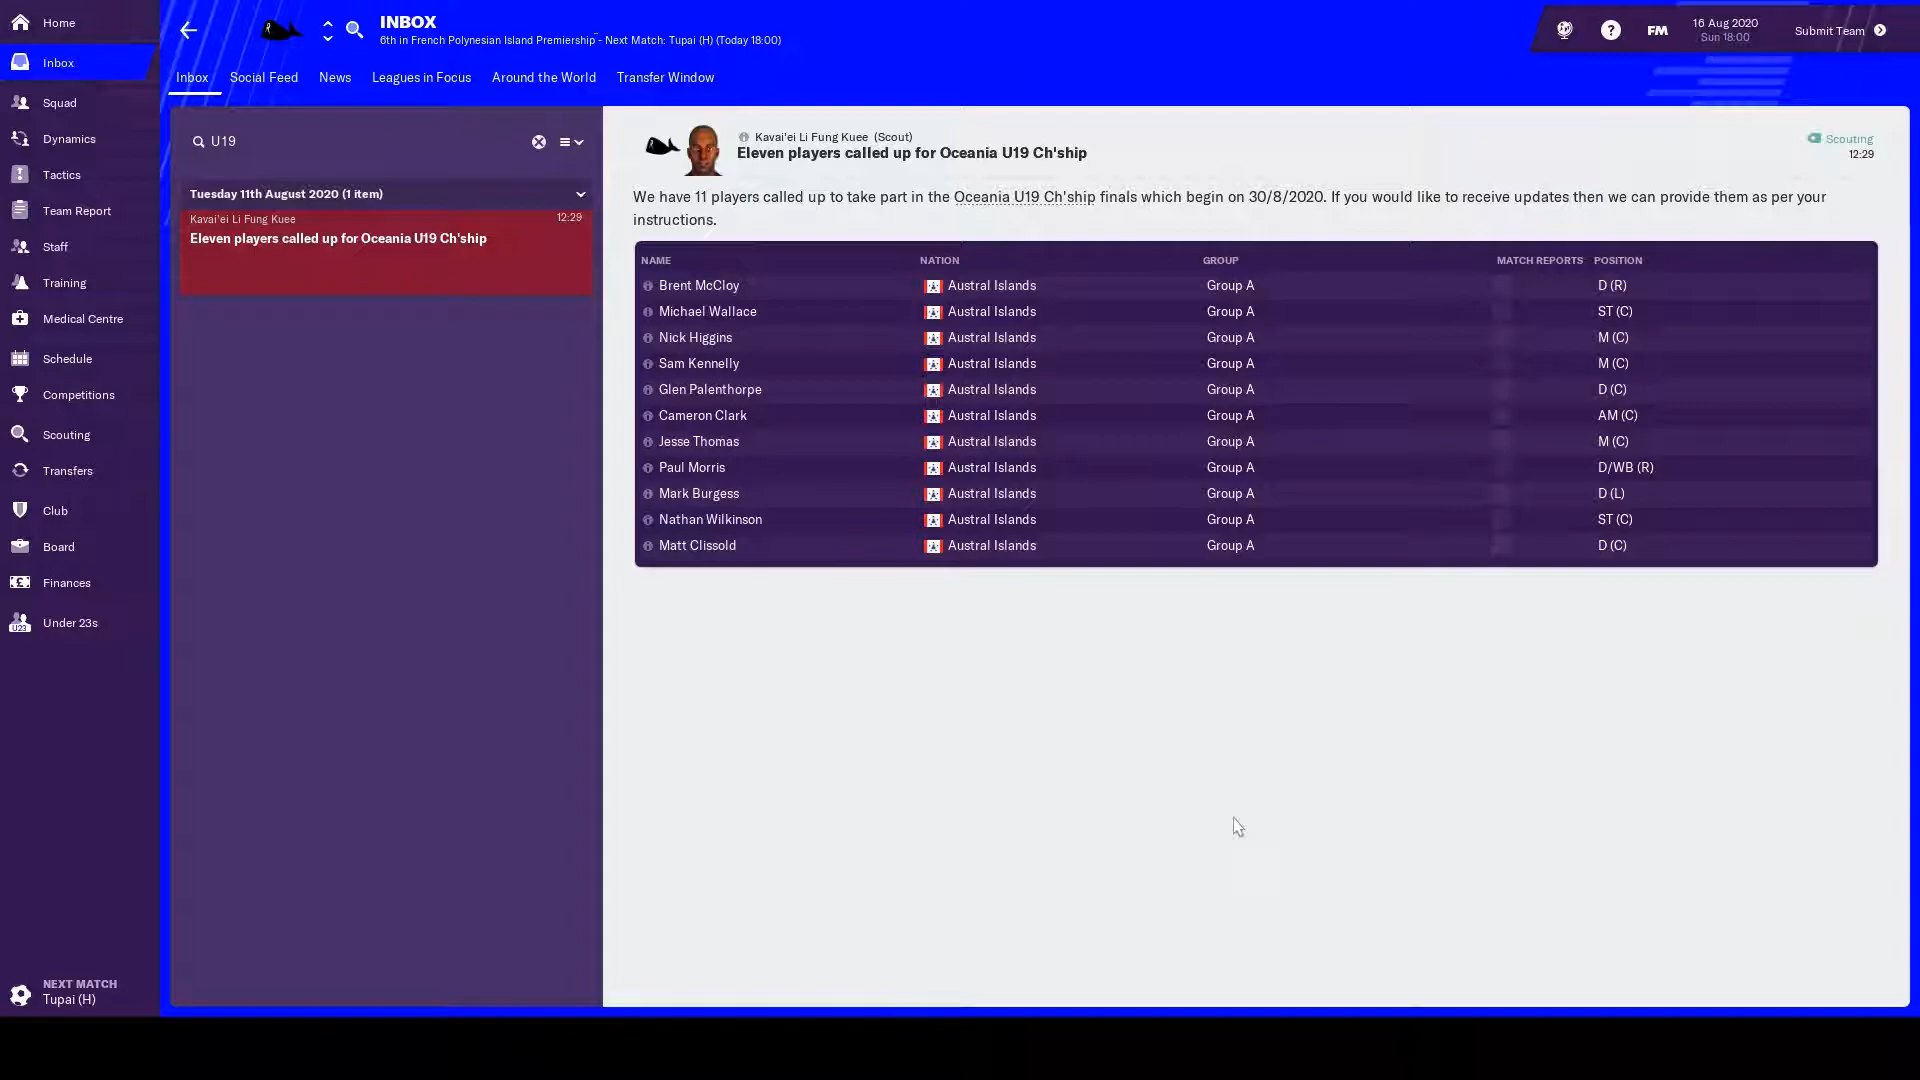 Home
Inbox
Squad
Dynamics
Tactics
Team Report
Staff
Training
Medical Centre
Schedule
Competitions
Scouting
Transfers
Club
Board
Finances
U23
Under 23s
NEXT MATCH
Tupai (H)
INBOX
6th in French Polynesian Island Premiership - Next Match: Tupai (H) (Today 18:00)
FM
16 Aug 2020
Sun 18:00
Submit Team
Inbox Social Feed News Leagues in Focus Around the World Transfer Window
U19
Tuesday 11th August 2020 (1 item)
Kavai'ei Li Fung Kuee 12:29
Eleven players called up for Oceania U19 Ch'ship
Kavai'ei Li Fung Kuee (Scout)
Eleven players called up for Oceania U19 Ch'ship
Scouting
12:29
We have 11 players called up to take part in the Oceania U19 Ch'ship finals which begin on 30/8/2020. If you would like to receive updates then we can provide them as per your
instructions.
NAME NATION GROUP MATCH REPORTS POSITION
Brent McCloy Austral Islands Group A D (R)
Michael Wallace Austral Islands Group A ST (C)
Nick Higgins Austral Islands Group A M (C)
Sam Kennelly Austral Islands Group A M (C)
Glen Palenthorpe Austral Islands Group A D (C)
Cameron Clark Austral Islands Group A AM (C)
Jesse Thomas Austral Islands Group A M (C)
Paul Morris Austral Islands Group A D/WB (R)
Mark Burgess Austral Islands Group A D (L)
Nathan Wilkinson Austral Islands Group A ST (C)
Matt Clissold Austral Islands Group A D (C)